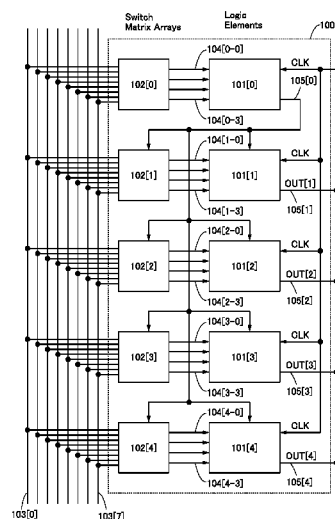 Switch Matrix Arrays
Logic Elements
100
104[0-0]
CLK
105[0]
102[0]
101[0]
104[0-3]
104[1-0]
CLK
102[1]
101[1]
OUT[1]
104[1-3]
105[1]
104[2-0]
CLK
102[2]
101[2]
OUT[2]
104[2-3]
105[2]
104[3-0]
CLK
102[3]
101[3]
OUT[3]
104[3-3]
105[3]
104[4-0]
CLK
102[4]
101[4]
OUT[4]
104[4-3]
105[4]
103[0]
103[7]